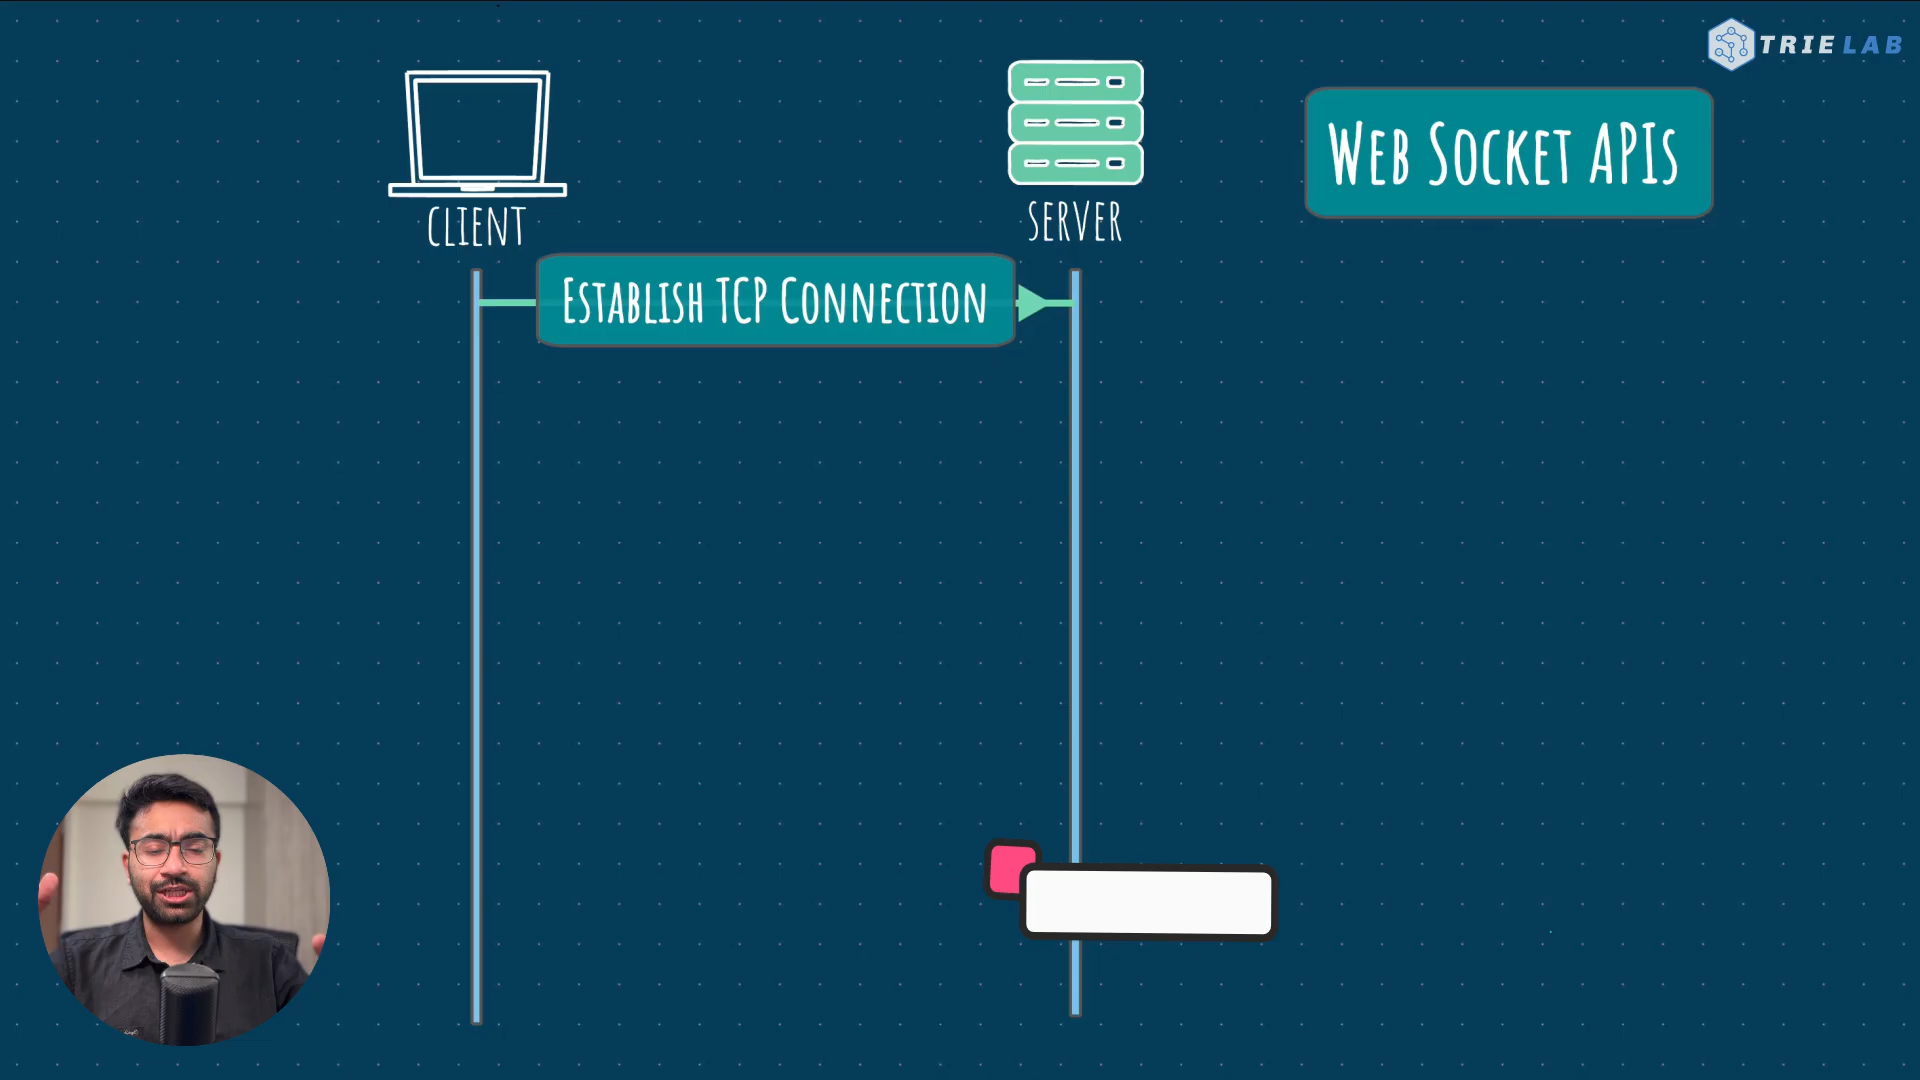 TRIE LAB
WEB SOCKET APIS
CLIENT
SERVER
ESTABLISH TCP CONNECTION